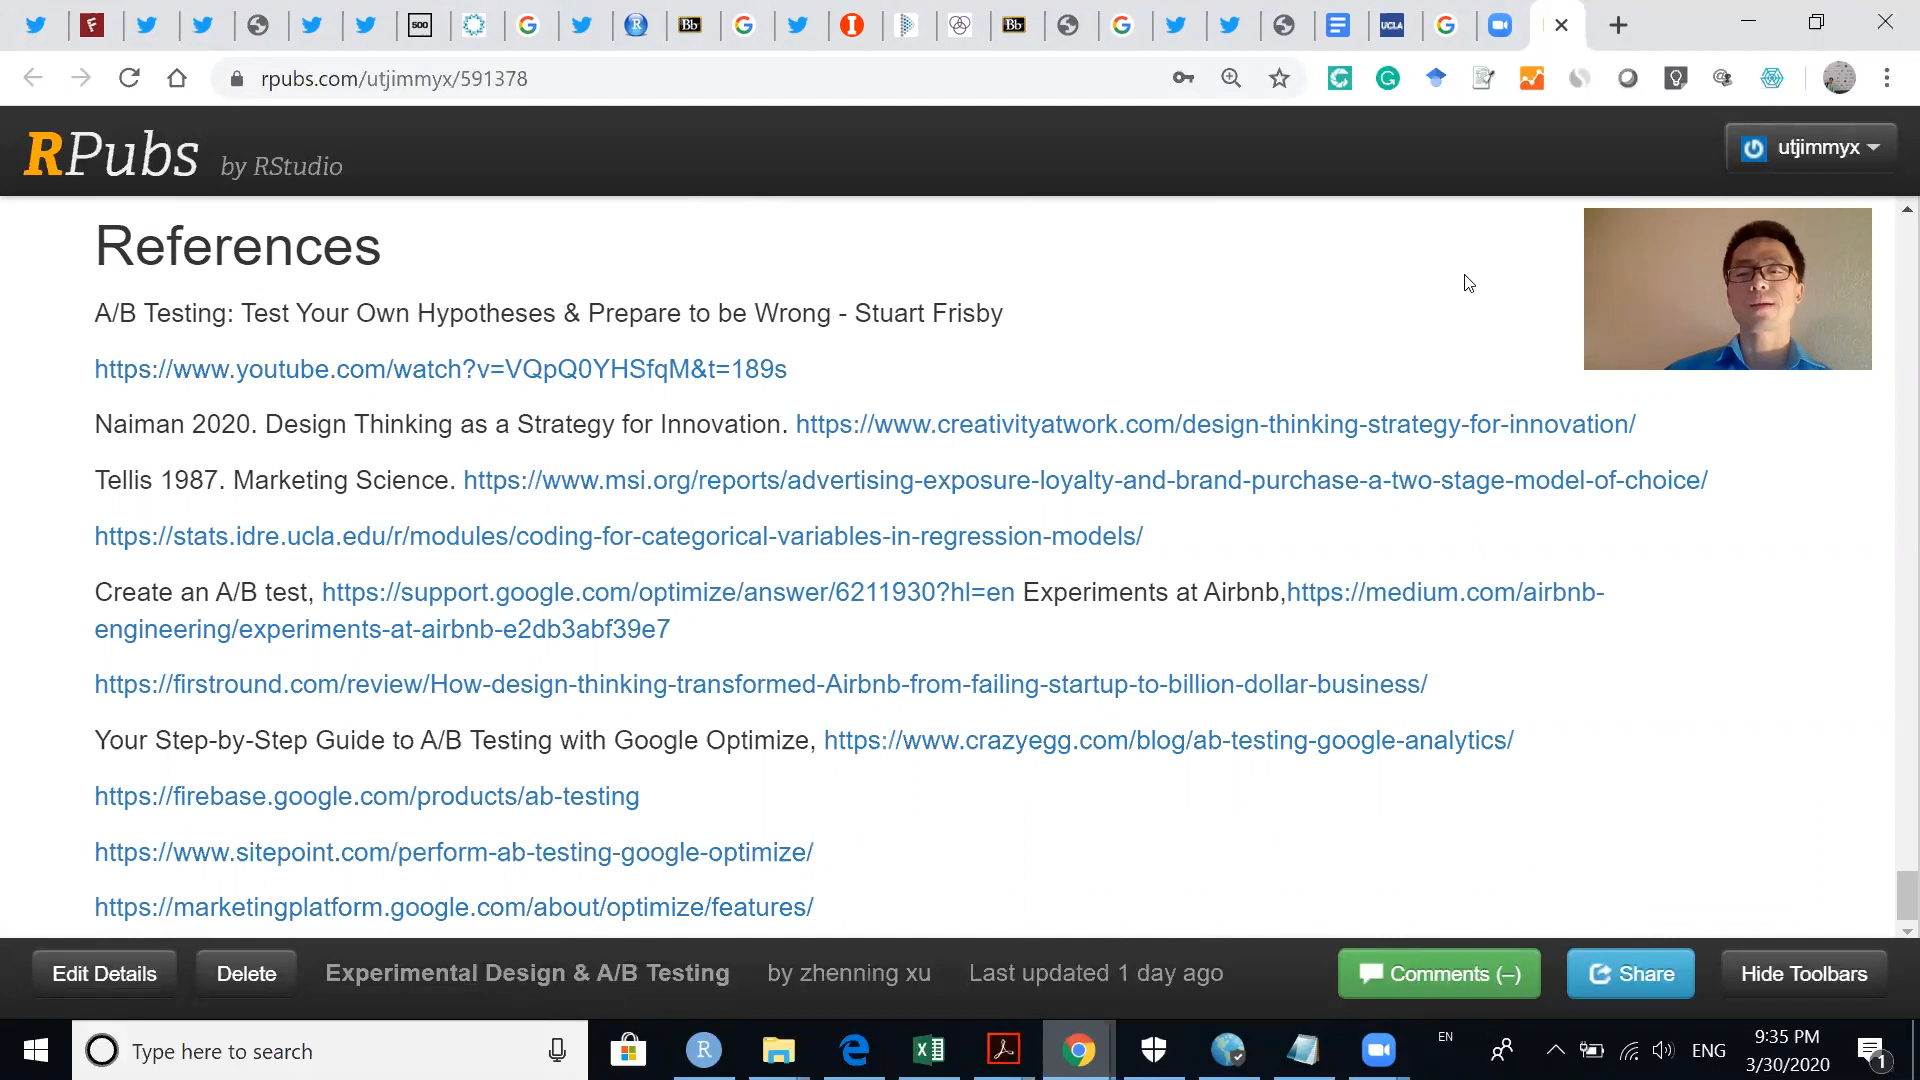 500
Bb
Bb
UCLA
rpubs.com/utjimmyx/591378
RPubs by RStudio
utjimmyx
References
A/B Testing: Test Your Own Hypotheses & Prepare to be Wrong - Stuart Frisby
https://www.youtube.com/watch?v=VQpQ0YHSfqM&t=189s
Naiman 2020. Design Thinking as a Strategy for Innovation. https://www.creativityatwork.com/design-thinking-strategy-for-innovation/
Tellis 1987. Marketing Science. https://www.msi.org/reports/advertising-exposure-loyalty-and-brand-purchase-a-two-stage-model-of-choice/
https://stats.idre.ucla.edu/r/modules/coding-for-categorical-variables-in-regression-models/
Create an A/B test, https://support.google.com/optimize/answer/6211930?hl=en Experiments at Airbnb,https://medium.com/airbnb-
engineering/experiments-at-airbnb-e2db3abf39e7
https://firstround.com/review/How-design-thinking-transformed-Airbnb-from-failing-startup-to-billion-dollar-business/
Your Step-by-Step Guide to A/B Testing with Google Optimize, https://www.crazyegg.com/blog/ab-testing-google-analytics/
https://firebase.google.com/products/ab-testing
https://www.sitepoint.com/perform-ab-testing-google-optimize/
https://marketingplatform.google.com/about/optimize/features/
Edit Details Delete Experimental Design & A/B Testing by zhenning xu Last updated 1 day ago Comments (–) Share Hide Toolbars
Type here to search
EN
ENG
9:35 PM
3/30/2020
1